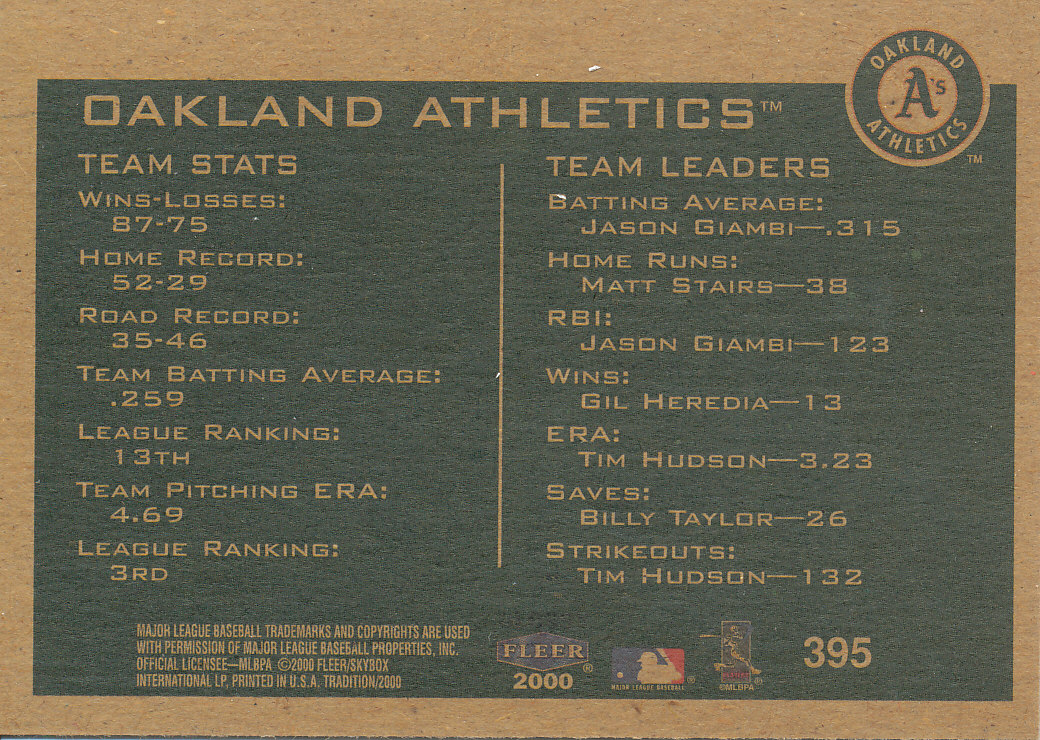 OAKLAND ATHLETICS™
OAKLAND
A's
ATHLETICS
™
TEAM STATS
WINS-LOSSES:
87-75
HOME RECORD:
52-29
ROAD RECORD:
35-46
TEAM BATTING AVERAGE:
.259
LEAGUE RANKING:
13TH
TEAM PITCHING ERA:
4.69
LEAGUE RANKING:
3RD
TEAM LEADERS
BATTING AVERAGE:
JASON GIAMBI—.315
HOME RUNS:
MATT STAIRS—38
RBI:
JASON GIAMBI—123
WINS:
GIL HEREDIA—13
ERA:
TIM HUDSON—3.23
SAVES:
BILLY TAYLOR—26
STRIKEOUTS:
TIM HUDSON—132
MAJOR LEAGUE BASEBALL TRADEMARKS AND COPYRIGHTS ARE USED
WITH PERMISSION OF MAJOR LEAGUE BASEBALL PROPERTIES, INC.
OFFICIAL LICENSEE—MLBPA ©2000 FLEER/SKYBOX
INTERNATIONAL LP, PRINTED IN U.S.A. TRADITION/2000
FLEER®
2000
®
MAJOR LEAGUE BASEBALL
®
©MLBPA
395